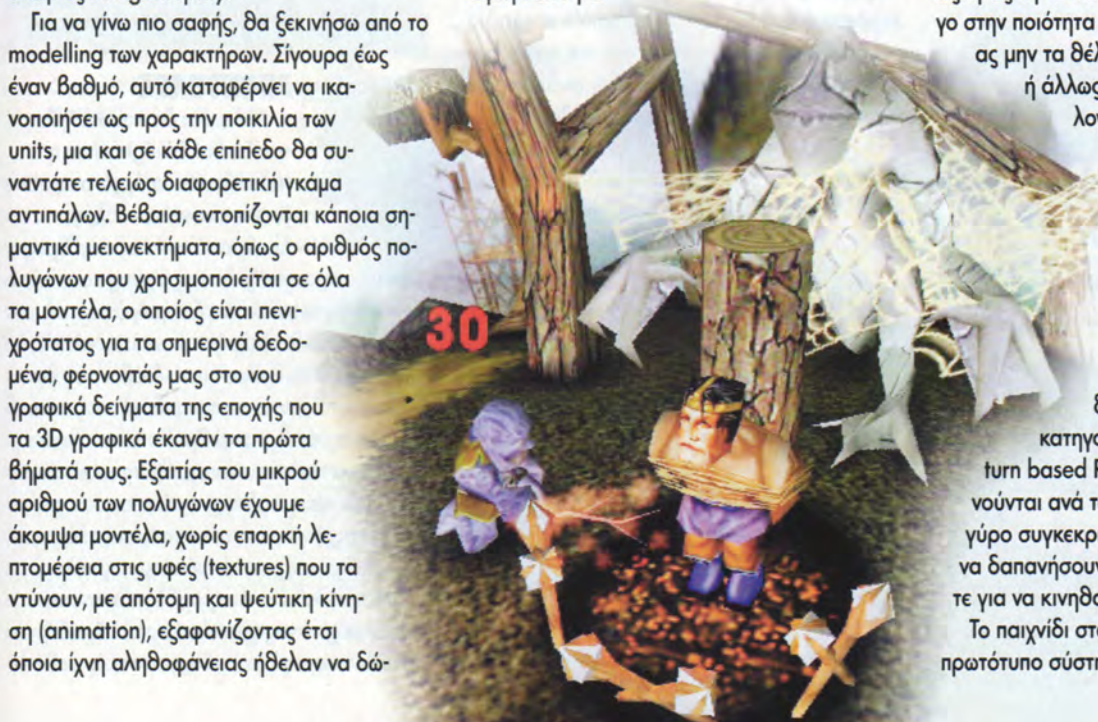 Για να γίνω πιο σαφής, θα ξεκινήσω από το
modelling των χαρακτήρων. Σίγουρα έως
έναν βαθμό, αυτό καταφέρνει να ικα-
νοποιήσει ως προς την ποικιλία των
units, μια και σε κάθε επίπεδο θα συ-
ναντάτε τελείως διαφορετική γκάμα
αντιπάλων. Βέβαια, εντοπίζονται κάποια ση-
μαντικά μειονεκτήματα, όπως ο αριθμός πο-
λυγώνων που χρησιμοποιείται σε όλα
τα μοντέλα, ο οποίος είναι πενι-
χρότατος για τα σημερινά δεδο-
μένα, φέρνοντάς μας στο νου
γραφικά δείγματα της εποχής που
τα 3D γραφικά έκαναν τα πρώτα
βήματά τους. Εξαιτίας του μικρού
αριθμού των πολυγώνων έχουμε
άκομψα μοντέλα, χωρίς επαρκή λε-
πτομέρεια στις υφές (textures) που τα
ντύνουν, με απότομη και ψεύτικη κίνη-
ση (animation), εξαφανίζοντας έτσι
όποια ίχνη αληθοφάνειας ήθελαν να δώ-
30
γο στην ποιότητα
ας μην τα θέλ
ή άλλως
λον
δ
κατηγο
turn based
νούνται ανά τ
γύρο συγκεκρι
να δαπανήσουν
τε για να κινηθο
Το παιχνίδι στο
πρωτότυπο σύστη